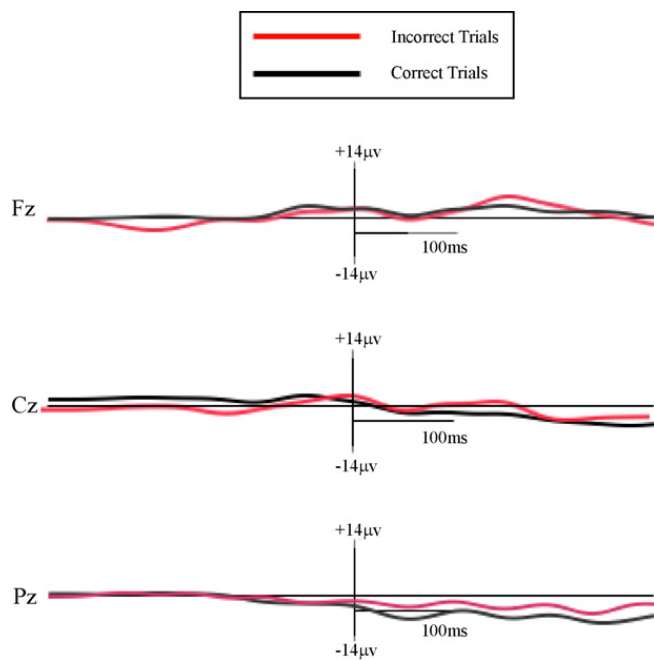 Incorrect Trials
Correct Trials
+14μv
Fz
100ms
-14μv
+14μv
Cz
100ms
-14μv
+14μv
Pz
100ms
-14μv